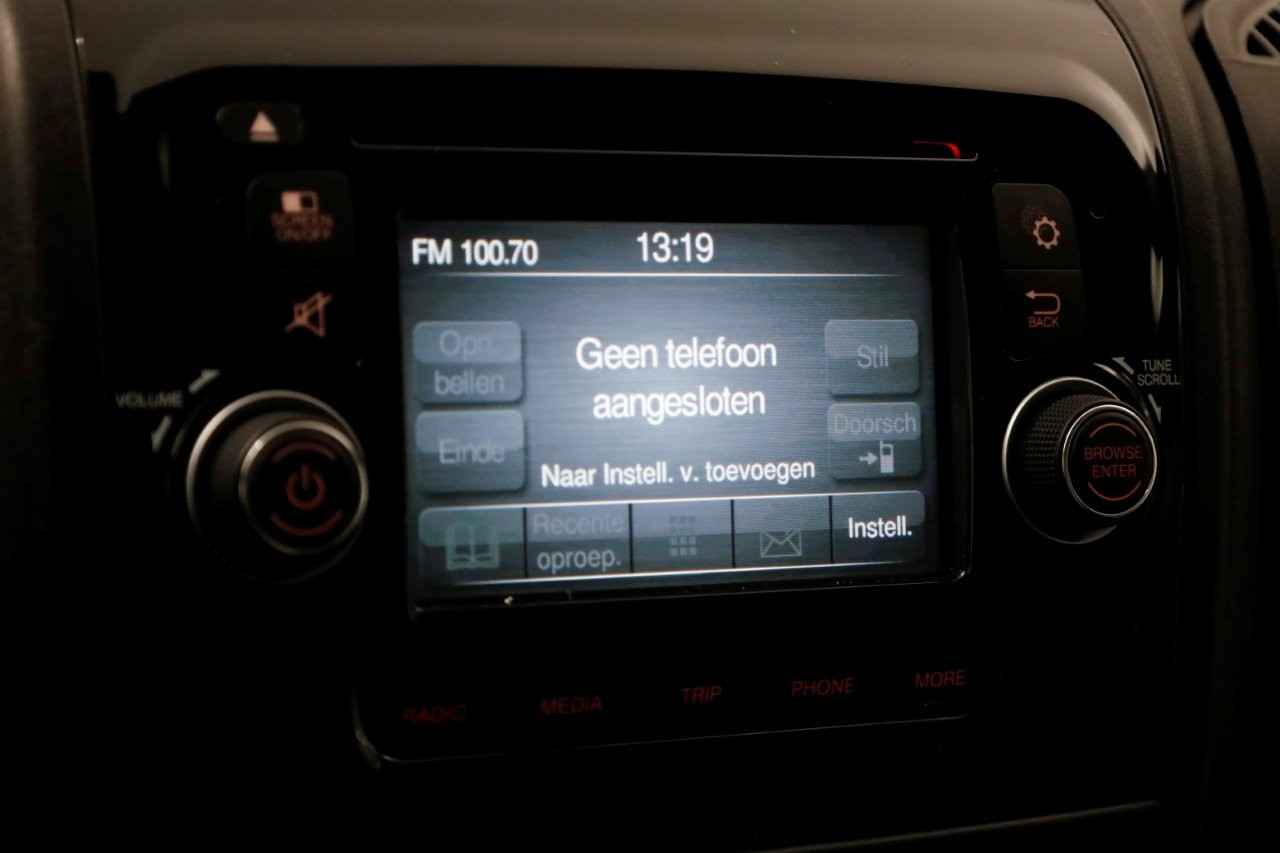 SCREEN
ON/OFF
FM 100.70
13:19
BACK
Opn.
bellen
Geen telefoon
aangesloten
Stil
VOLUME
TUNE
SCROLL
Einde
Doorsch
BROWSE
ENTER
Naar Instell. v. toevoegen
Recente
oproep.
Instell.
RADIO
MEDIA
TRIP
PHONE
MORE